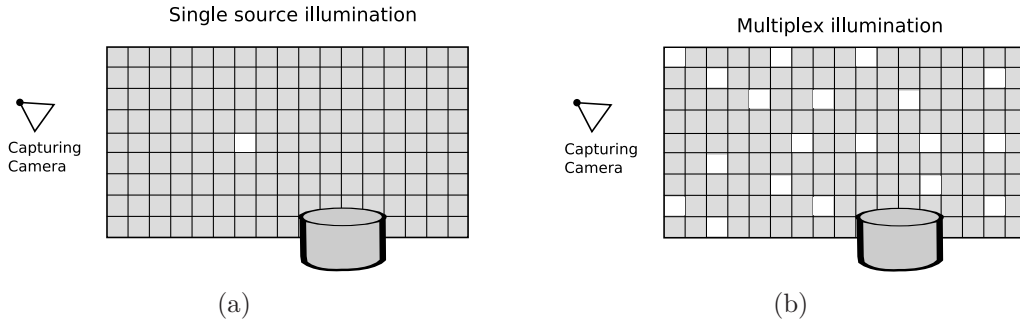 Single source illumination
Capturing
Camera
(a)
Multiplex illumination
Capturing
Camera
(b)